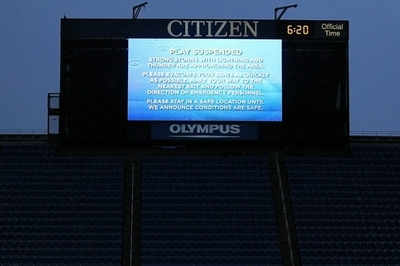 CITIZEN
6:20
Official
Time
PLAY SUSPENDED
STRONG STORMS WITH LIGHTNING AND
THUNDER ARE APPROACHING THE AREA.
PLEASE EVACUATE YOUR SEATS AS QUICKLY
AS POSSIBLE, MAKE YOUR WAY TO THE
NEAREST EXIT AND FOLLOW THE
DIRECTION OF EMERGENCY PERSONNEL.
PLEASE STAY IN A SAFE LOCATION UNTIL
WE ANNOUNCE CONDITIONS ARE SAFE.
OLYMPUS